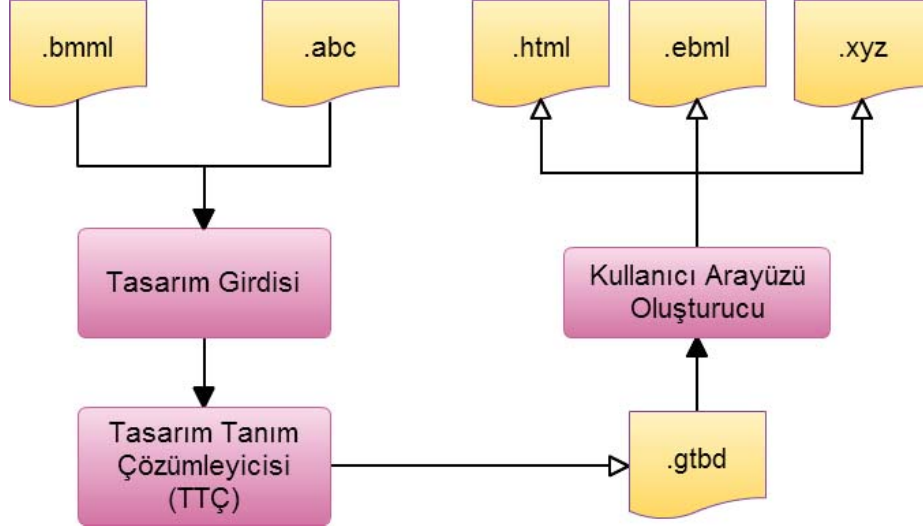 .bmml
.abc
.html
.ebml
.xyz
Tasarım Girdisi
Kullanıcı Arayüzü
Oluşturucu
Tasarım Tanım
Çözümleyicisi
(TTÇ)
.gtbd